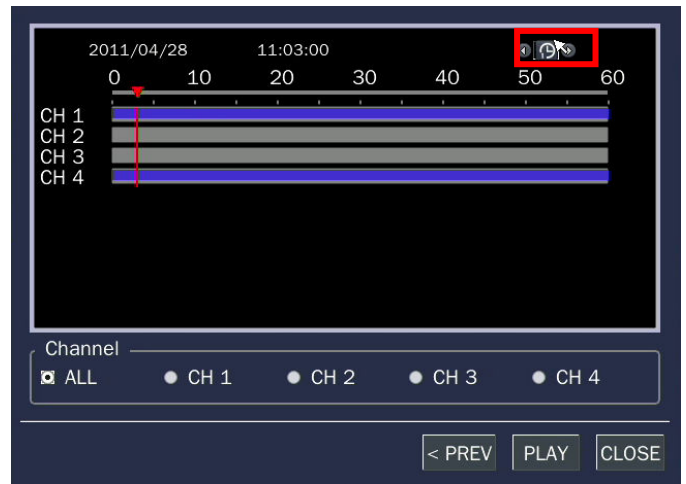 2011/04/28 11:03:00
0 10 20 30 40 50 60
CH 1
CH 2
CH 3
CH 4
Channel
ALL CH 1 CH 2 CH 3 CH 4
< PREV PLAY CLOSE